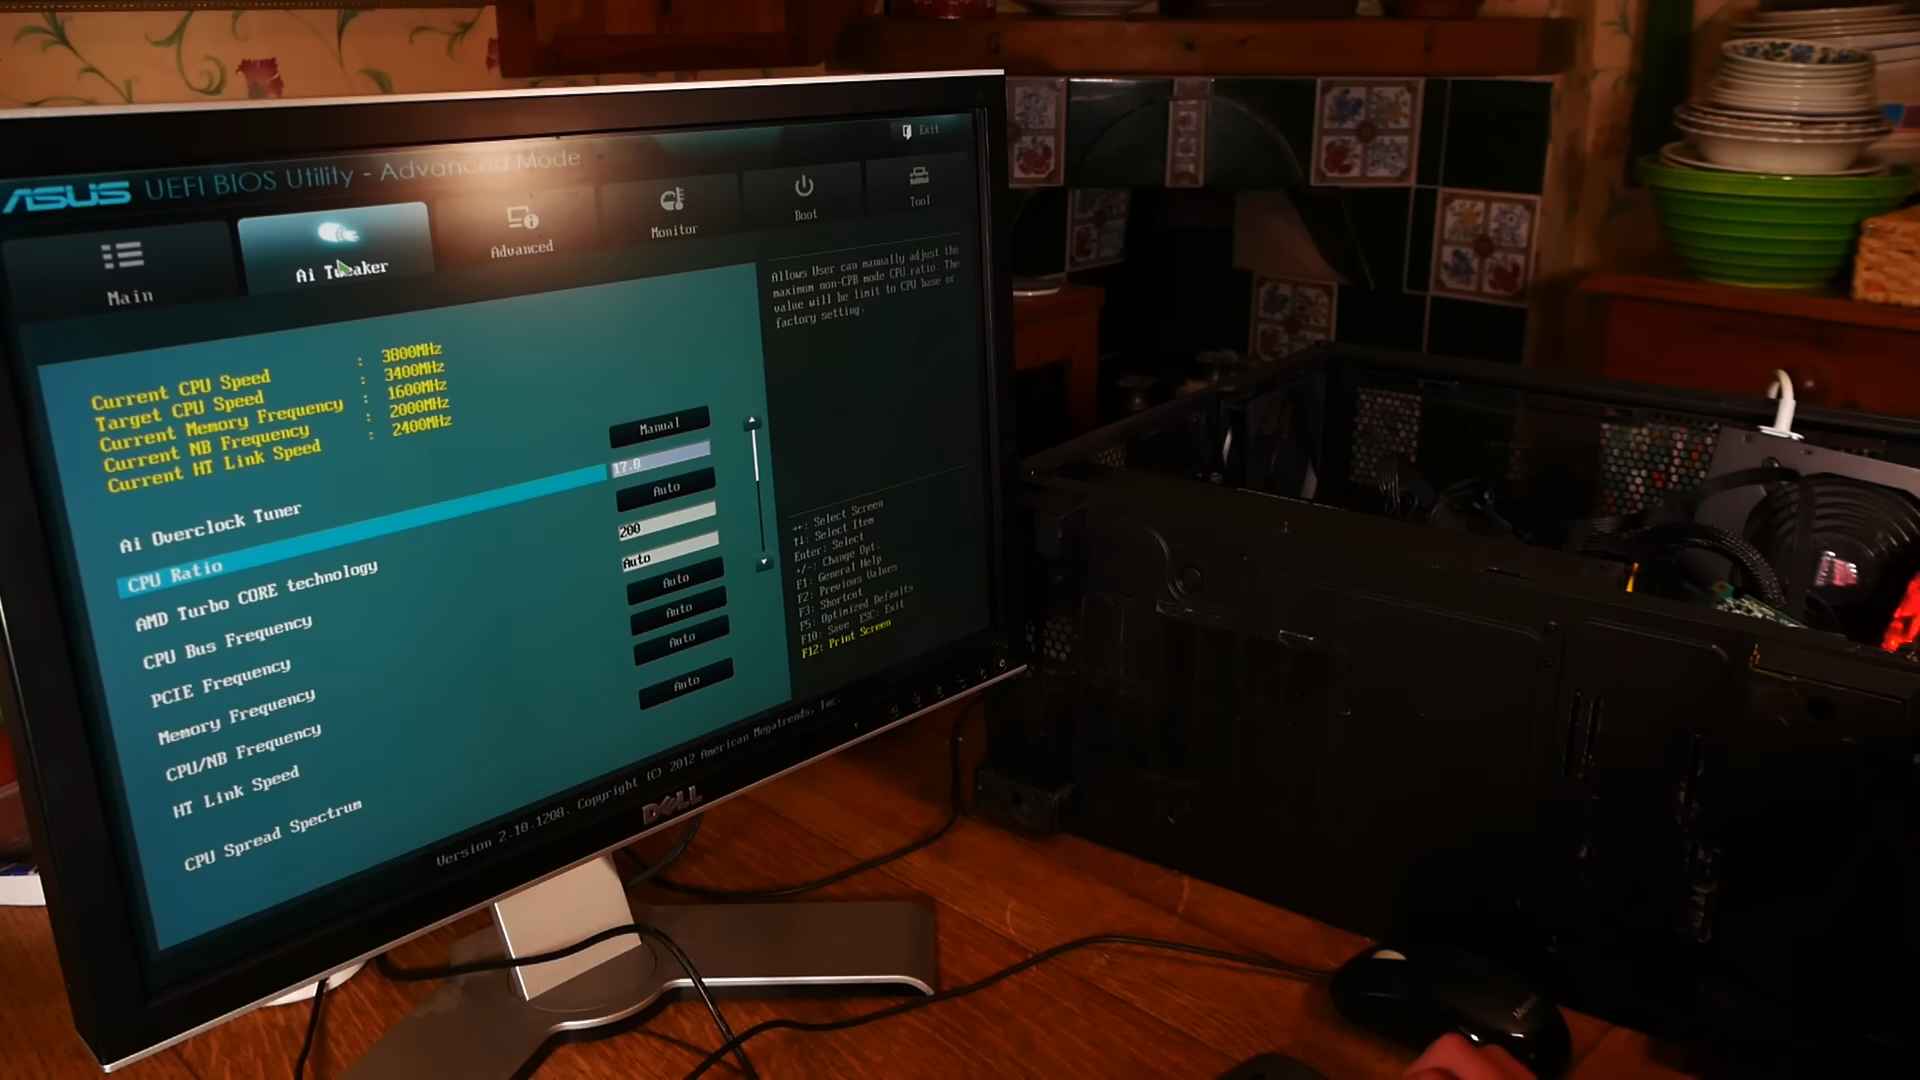 Exit
ASUS UEFI BIOS Utility - Advanced Mode
Main
Ai Tweaker
Advanced
Monitor
Boot
Tool
Current CPU Speed : 3800MHz
Target CPU Speed : 3400MHz
Current Memory Frequency : 1600MHz
Current NB Frequency : 2000MHz
Current HT Link Speed : 2400MHz
Ai Overclock Tuner Manual
CPU Ratio 17.0
AMD Turbo CORE technology Auto
CPU Bus Frequency 200
PCIE Frequency Auto
Memory Frequency Auto
CPU/NB Frequency Auto
HT Link Speed Auto
CPU Spread Spectrum Auto
Allows User can manually adjust the
maximum non-CPB mode CPU ratio. The
value will be limit to CPU base or
factory setting.
→←: Select Screen
↑↓: Select Item
Enter: Select
+/-: Change Opt.
F1: General Help
F2: Previous Values
F3: Shortcut
F5: Optimized Defaults
F10: Save ESC: Exit
F12: Print Screen
Version 2.10.1208. Copyright (C) 2012 American Megatrends, Inc.
DELL